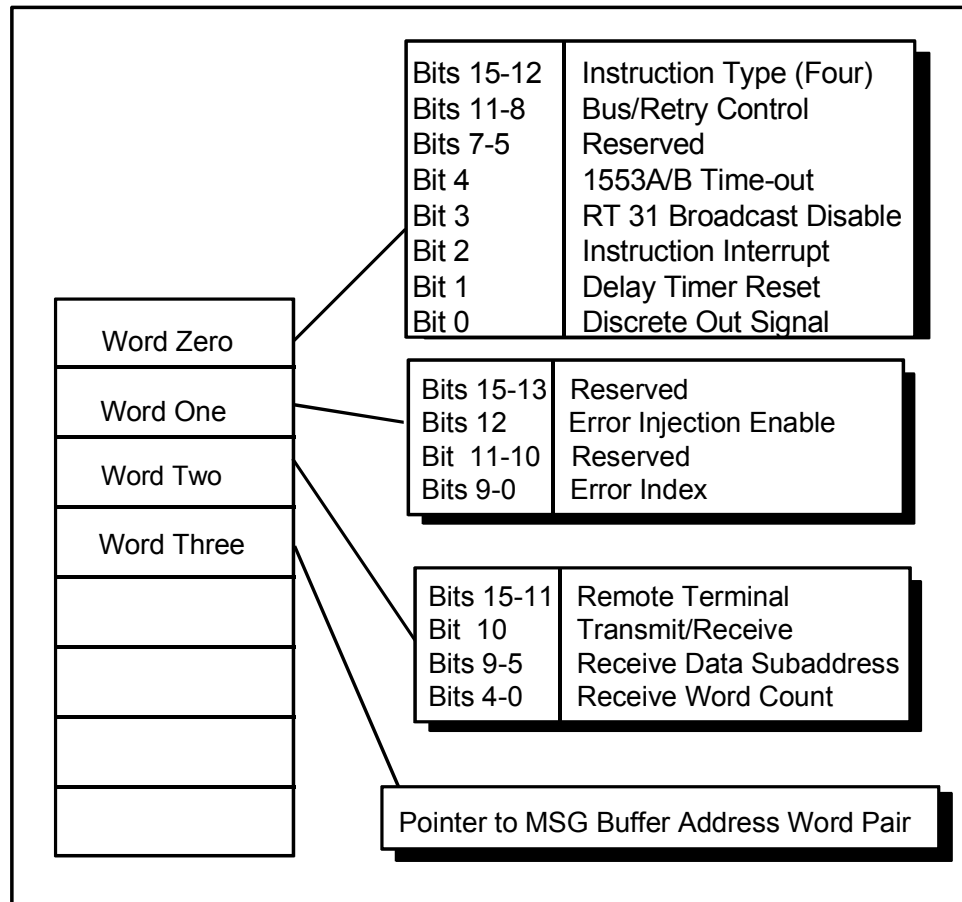 Bits 15-12 Instruction Type (Four)
Bits 11-8 Bus/Retry Control
Bits 7-5 Reserved
Bit 4 1553A/B Time-out
Bit 3 RT 31 Broadcast Disable
Bit 2 Instruction Interrupt
Bit 1 Delay Timer Reset
Bit 0 Discrete Out Signal
Word Zero
Word One
Word Two
Word Three
Bits 15-13 Reserved
Bits 12 Error Injection Enable
Bit 11-10 Reserved
Bits 9-0 Error Index
Bits 15-11 Remote Terminal
Bit 10 Transmit/Receive
Bits 9-5 Receive Data Subaddress
Bits 4-0 Receive Word Count
Pointer to MSG Buffer Address Word Pair